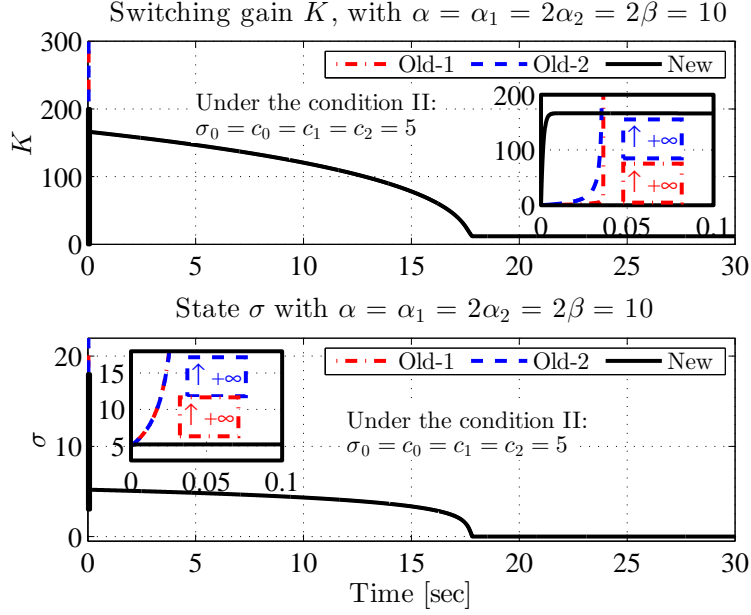 Switching gain K, with α = α₁ = 2α₂ = 2β = 10
300
200
100
0
K
Old-1 Old-2 New
Under the condition II:
σ₀ = c₀ = c₁ = c₂ = 5
200
100
0
↑ +∞
↑ +∞
0 0.05 0.1
0 5 10 15 20 25 30
State σ with α = α₁ = 2α₂ = 2β = 10
20
10
0
σ
Old-1 Old-2 New
15
10
5
↑ +∞
↑ +∞
0 0.05 0.1
Under the condition II:
σ₀ = c₀ = c₁ = c₂ = 5
0 5 10 15 20 25 30
Time [sec]